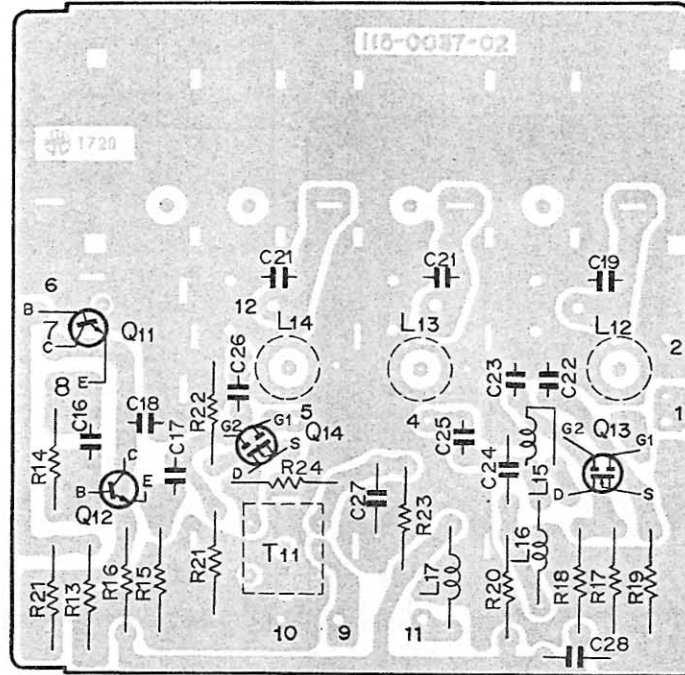 118-0037-02
1720
C21
C21
C19
6
B
7
C
Q11
8
E
12
L14
L13
L12
2
1
C26
C23
C22
R22
C16
C18
C17
G2
5
G1
S
Q14
D
4
C25
C24
L15
G2
Q13
G1
D
S
R14
C
B
E
Q12
R24
C27
R23
T11
L16
L17
R21
R13
R16
R15
R21
R20
R18
R17
R19
10
9
11
C28